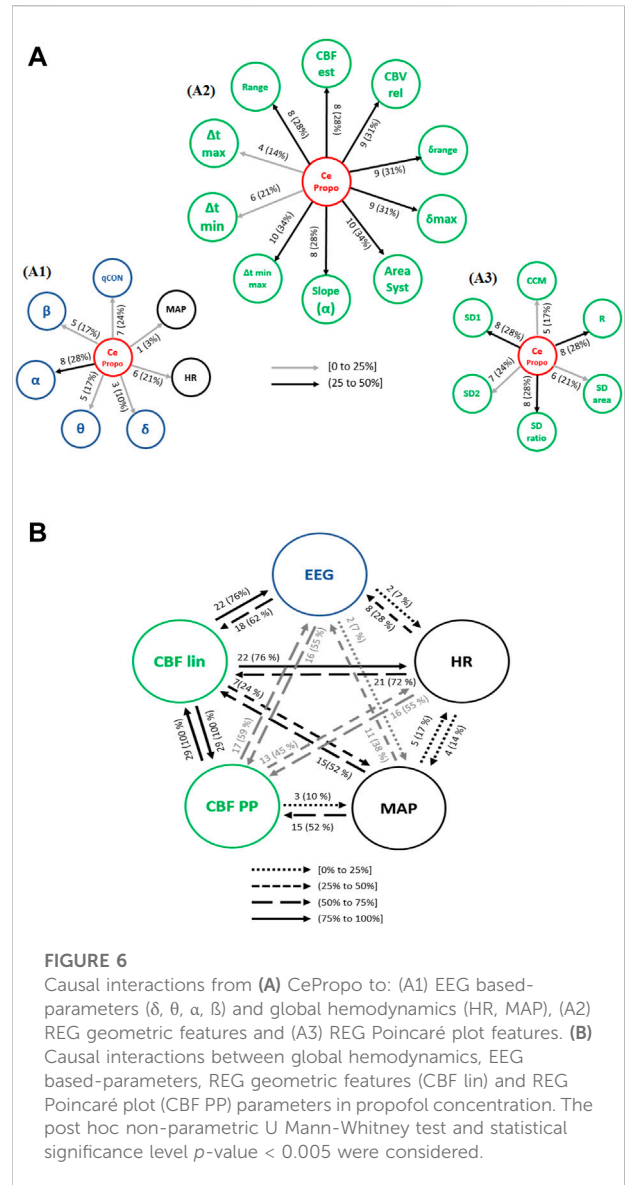 A
(A2)
CBF
est
CBV
rel
Range
Δt
max
Δt
min
Δt min
max
Slope
(α)
Area
Syst
δmax
δrange
Ce
Propo
8 (28%)
8 (28%)
9 (31%)
4 (14%)
9 (31%)
6 (21%)
9 (31%)
10 (34%)
8 (28%)
10 (34%)
(A1)
qCON
MAP
β
α
θ
δ
HR
Ce
Propo
7 (24%)
5 (17%)
1 (3%)
8 (28%)
6 (21%)
5 (17%)
3 (10%)
[0 to 25%]
(25 to 50%]
(A3)
CCM
SD1
R
SD2
SD
area
SD
ratio
Ce
Propo
5 (17%)
8 (28%)
8 (28%)
7 (24%)
6 (21%)
8 (28%)
B
EEG
CBF lin
HR
CBF PP
MAP
22 (76%)
18 (62 %)
2 (7 %)
8 (28 %)
2 (7 %)
16 (55 %)
22 (76 %)
21 (72 %)
7(24 %)
16 (55 %)
29 (100 %)
29 (100 %)
17 (59 %)
13 (45 %)
15(52 %)
11 (38 %)
5 (17 %)
4 (14 %)
3 (10 %)
15 (52 %)
[0% to 25%]
(25% to 50%]
(50% to 75%]
(75% to 100%]
FIGURE 6
Causal interactions from (A) CePropo to: (A1) EEG based-
parameters (δ, θ, α, ß) and global hemodynamics (HR, MAP), (A2)
REG geometric features and (A3) REG Poincaré plot features. (B)
Causal interactions between global hemodynamics, EEG
based-parameters, REG geometric features (CBF lin) and REG
Poincaré plot (CBF PP) parameters in propofol concentration. The
post hoc non-parametric U Mann-Whitney test and statistical
significance level p-value < 0.005 were considered.